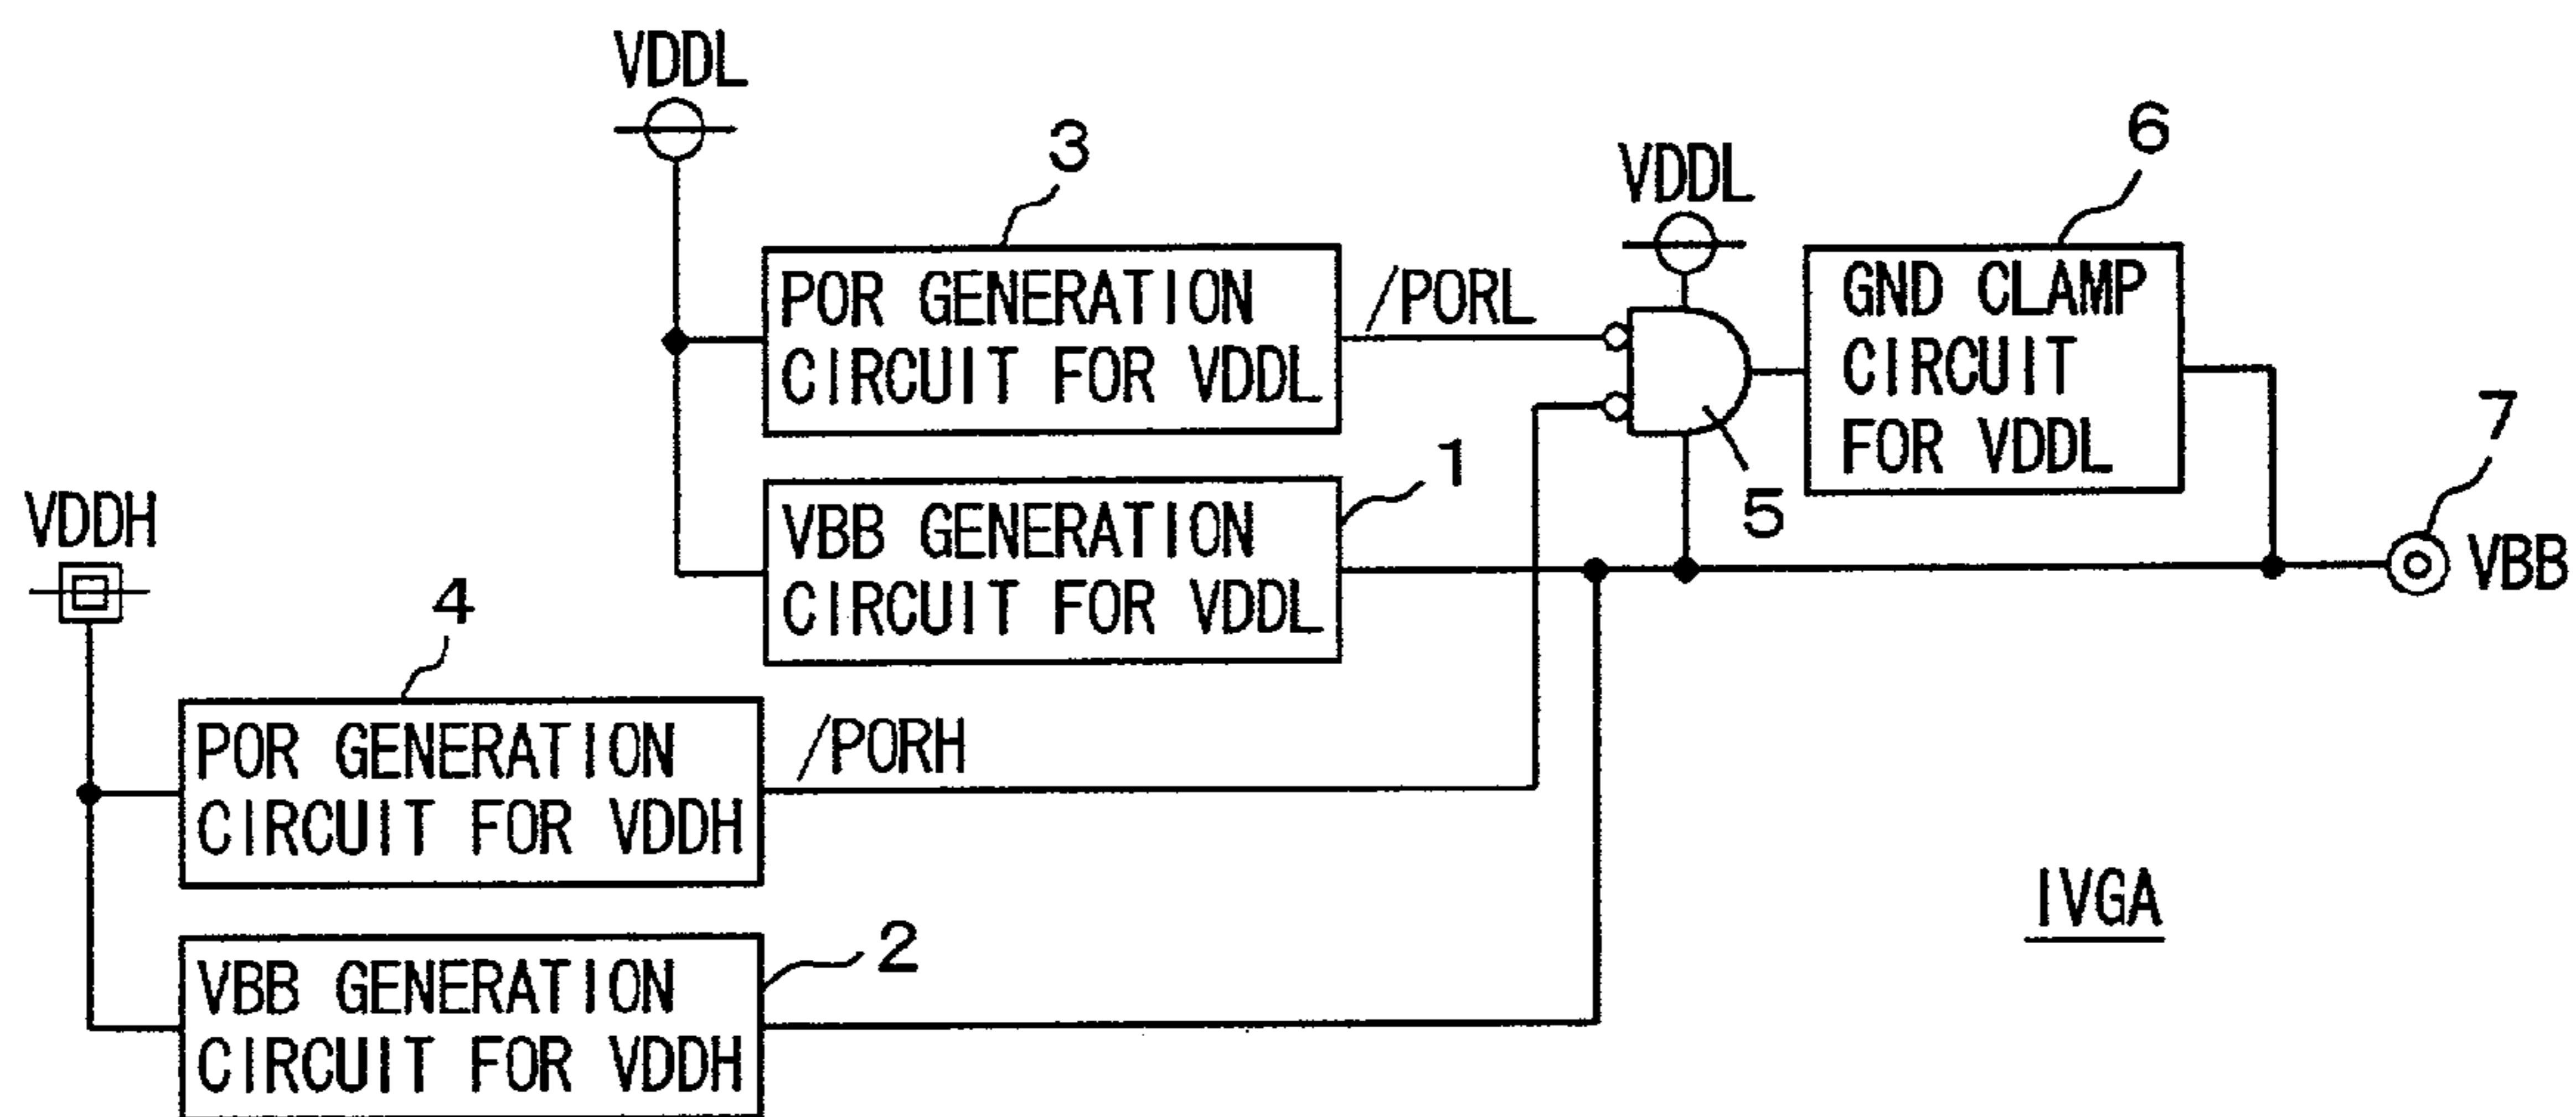 VDDL
3
VDDL
6
POR GENERATION
CIRCUIT FOR VDDL
/PORL
GND CLAMP
CIRCUIT
FOR VDDL
5
7
VBB
1
VBB GENERATION
CIRCUIT FOR VDDL
VDDH
4
POR GENERATION
CIRCUIT FOR VDDH
/PORH
2
VBB GENERATION
CIRCUIT FOR VDDH
IVGA